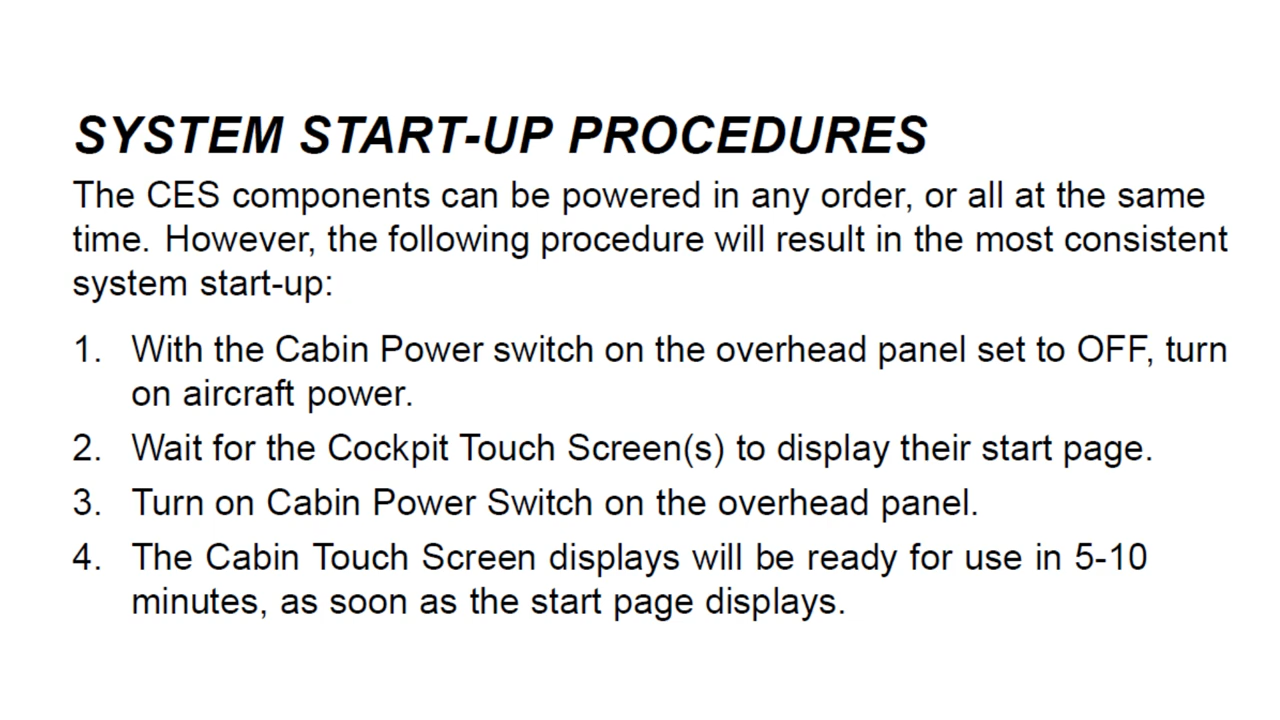 SYSTEM START-UP PROCEDURES
The CES components can be powered in any order, or all at the same
time. However, the following procedure will result in the most consistent
system start-up:
1. With the Cabin Power switch on the overhead panel set to OFF, turn
on aircraft power.
2. Wait for the Cockpit Touch Screen(s) to display their start page.
3. Turn on Cabin Power Switch on the overhead panel.
4. The Cabin Touch Screen displays will be ready for use in 5-10
minutes, as soon as the start page displays.